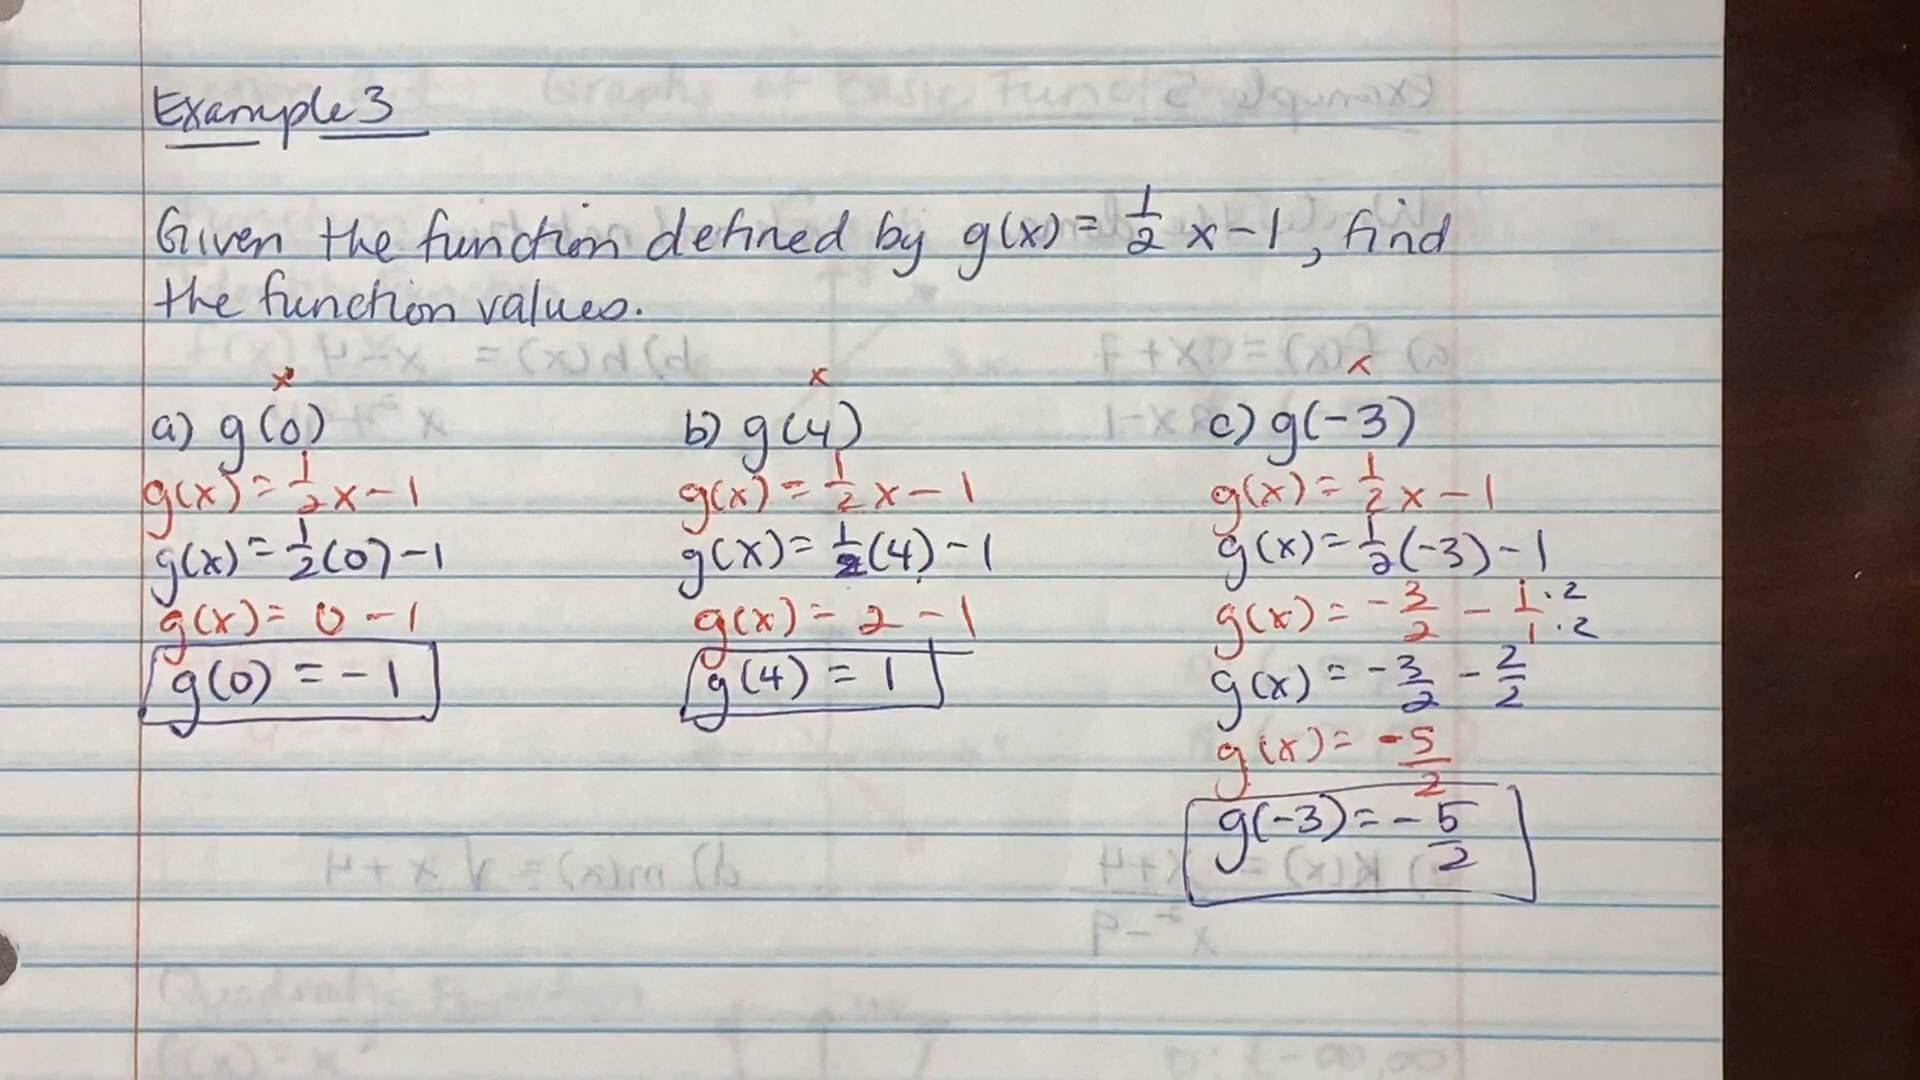 Example 3
Given the function defined by g(x) = 1/2 x - 1, find
the function values.
x
a) g(0)
g(x) = 1/2 x - 1
g(x) = 1/2 (0) - 1
g(x) = 0 - 1
g(0) = - 1
x
b) g(4)
g(x) = 1/2 x - 1
g(x) = 1/2 (4) - 1
g(x) = 2 - 1
g(4) = 1
x
c) g(-3)
g(x) = 1/2 x - 1
g(x) = 1/2 (-3) - 1
g(x) = - 3/2 - 1·2/1·2
g(x) = - 3/2 - 2/2
g(x) = -5/2
g(-3) = - 5/2